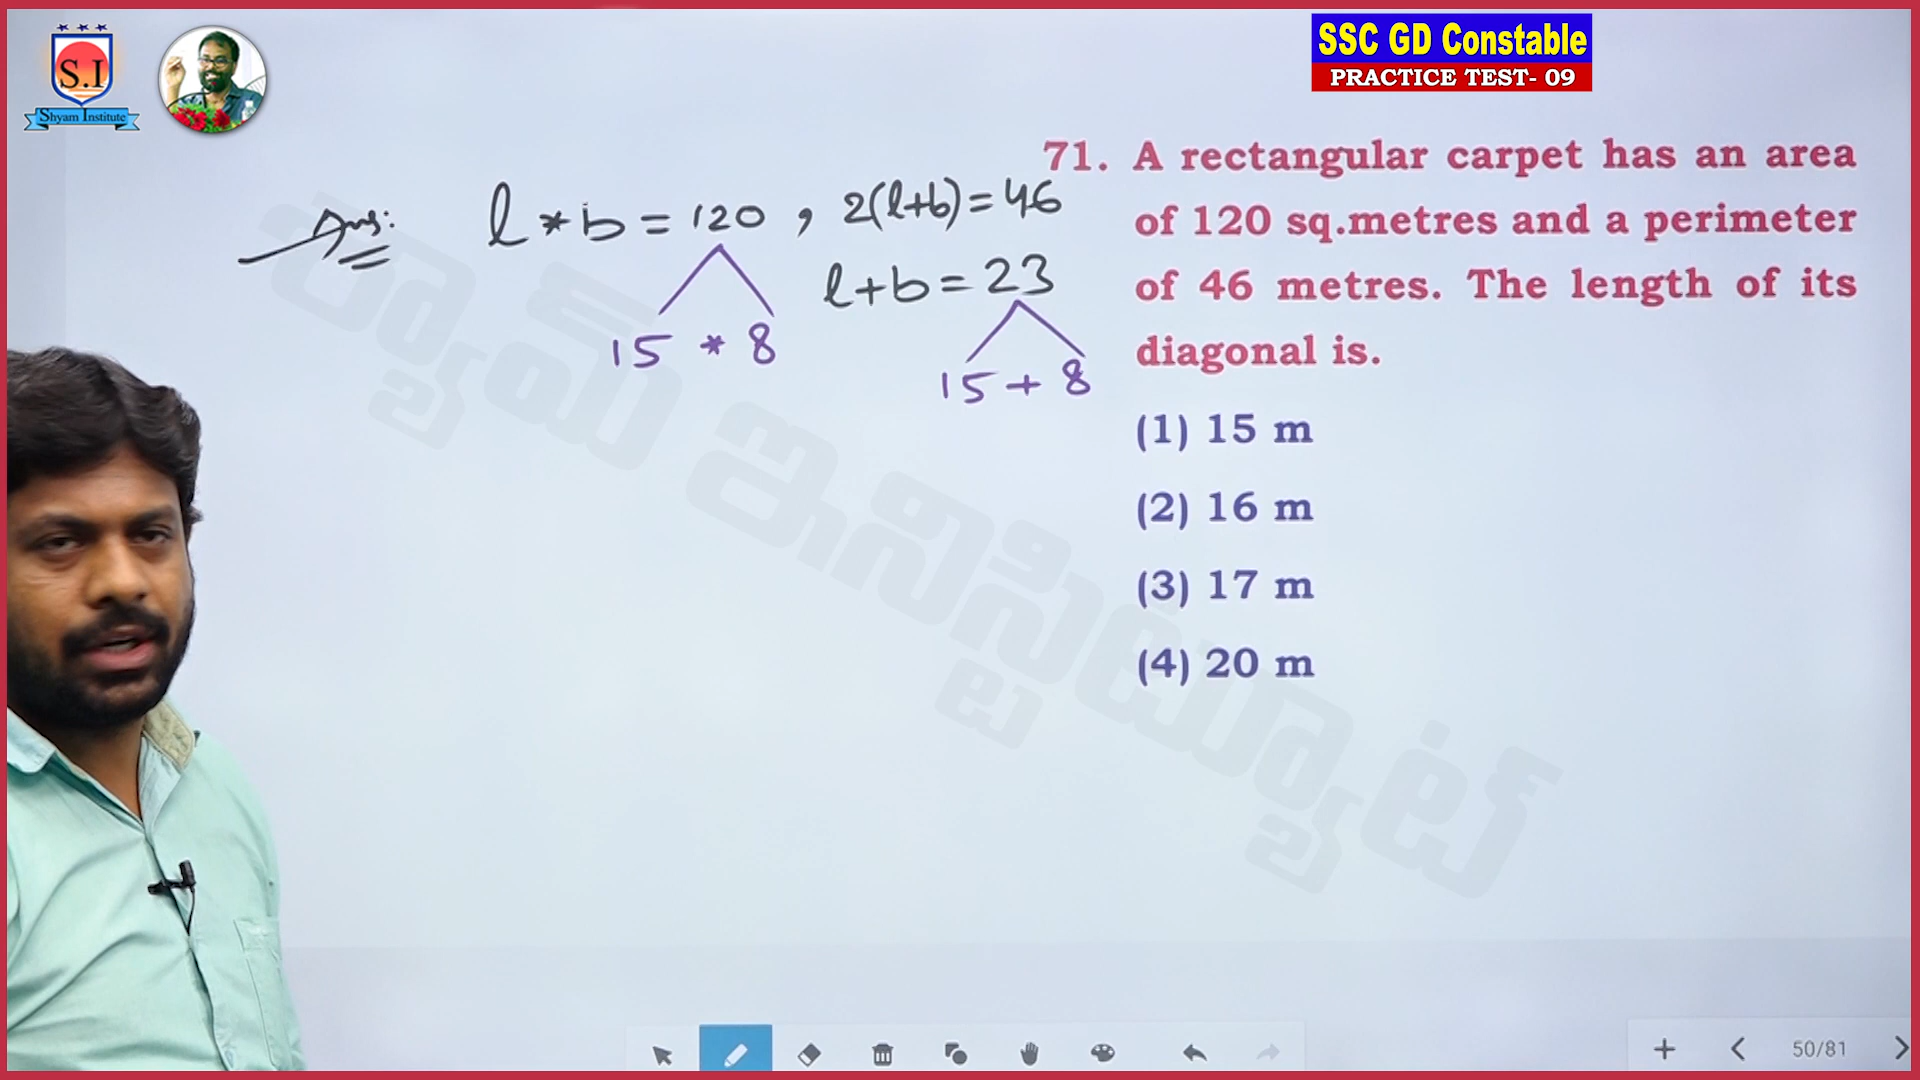 S.I
Shyam Institute
SSC GD Constable
PRACTICE TEST- 09
71. A rectangular carpet has an area
of 120 sq.metres and a perimeter
of 46 metres. The length of its
diagonal is.
(1) 15 m
(2) 16 m
(3) 17 m
(4) 20 m
Ans:
l * b = 120 , 2(l+b) = 46
l+b = 23
15 * 8
15 + 8
శ్యామ్ ఇన్స్టిట్యూట్
50/81